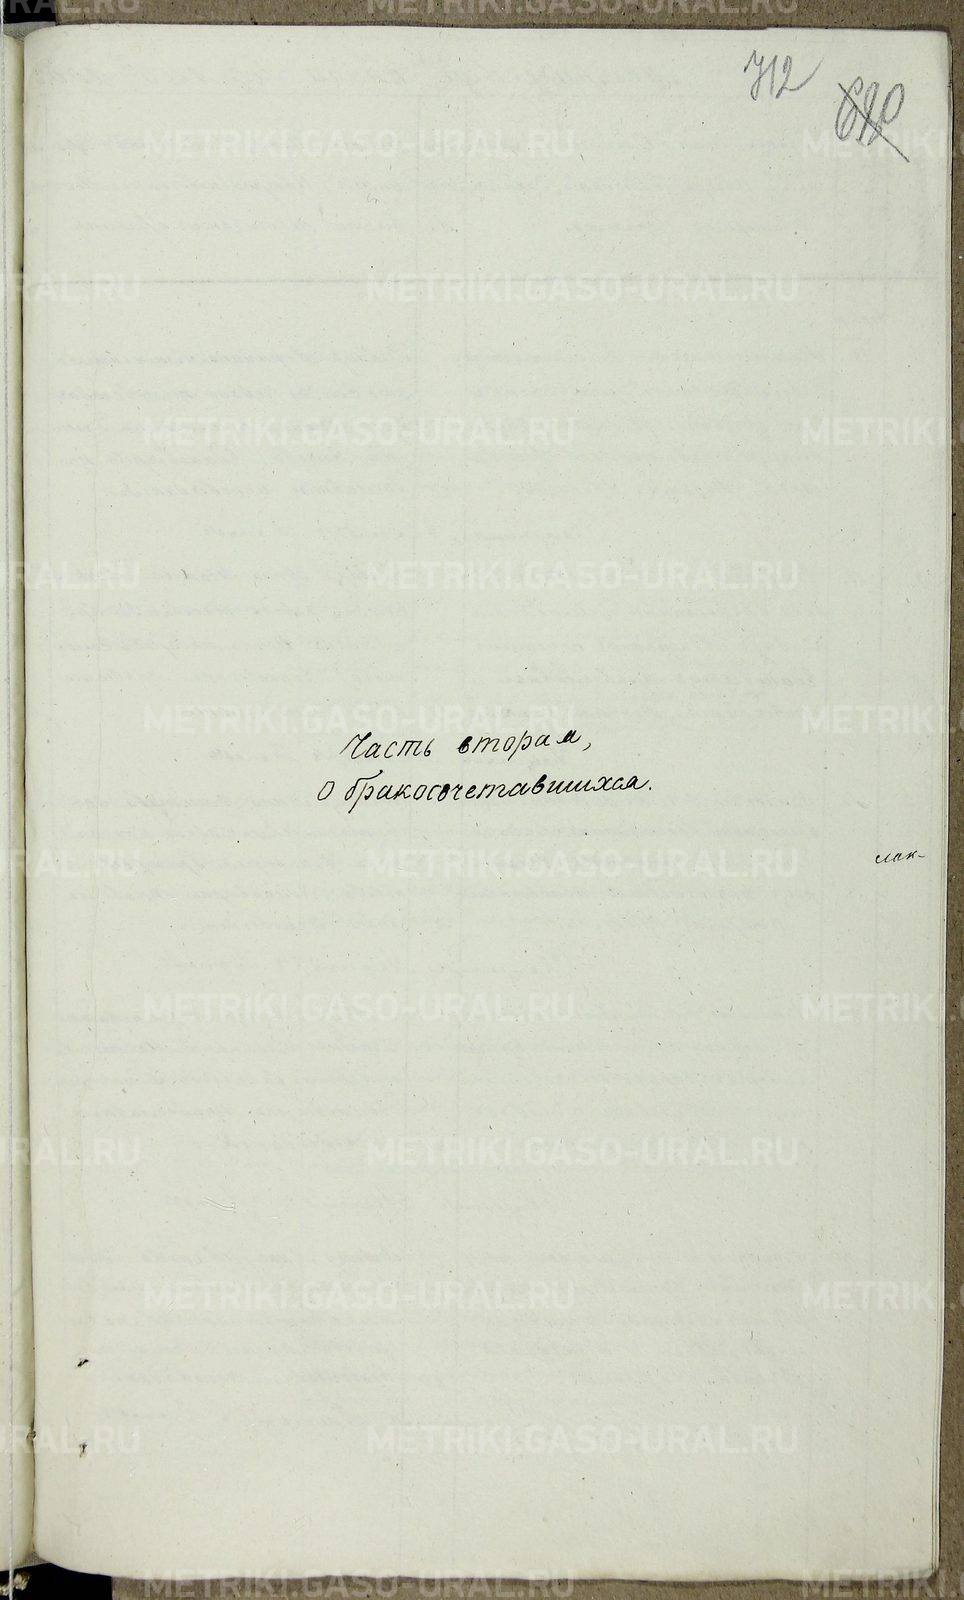 712
Часть вторая,
О бракосочетавшихся.